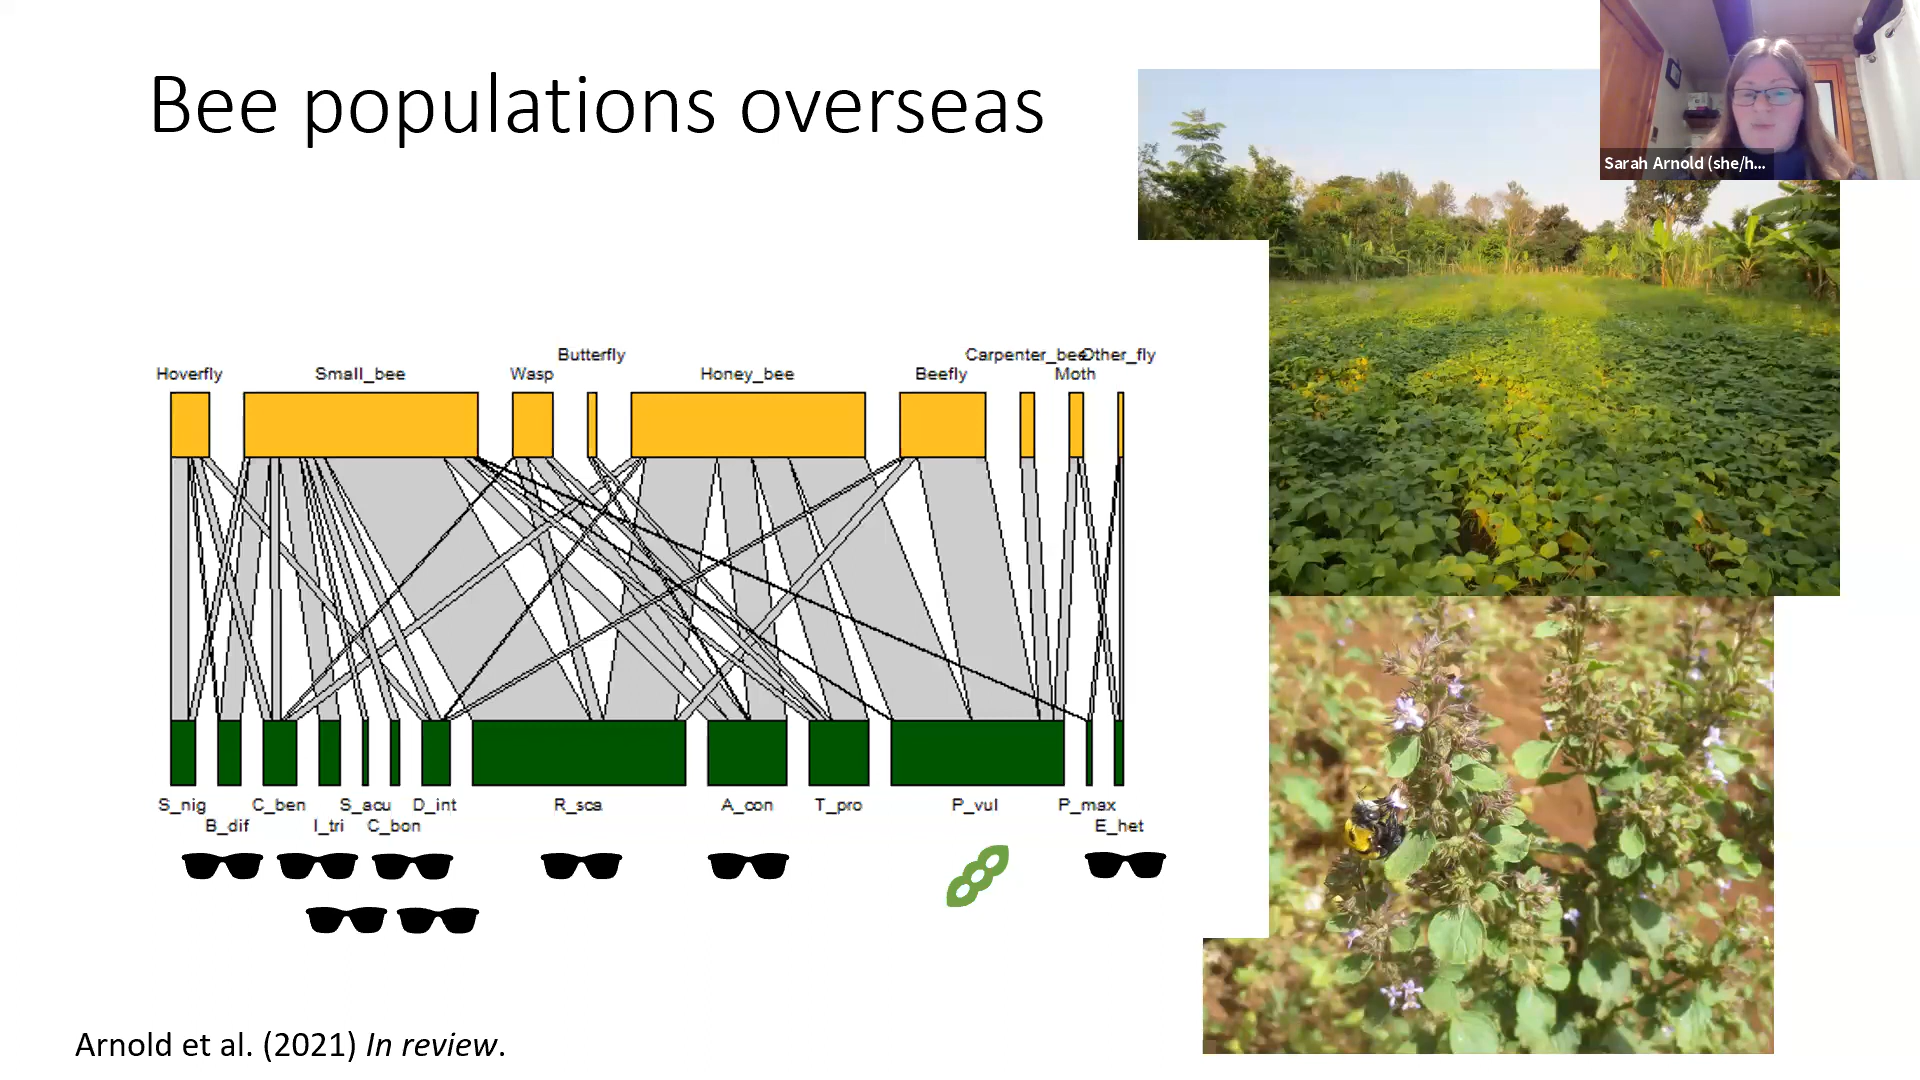 Bee populations overseas
Sarah Arnold (she/h...
Butterfly Carpenter_bee Other_fly
Hoverfly Small_bee Wasp Honey_bee Beefly Moth
S_nig C_ben S_acu D_int R_sca A_con T_pro P_vul P_max
B_dif I_tri C_bon E_het
Arnold et al. (2021) In review.